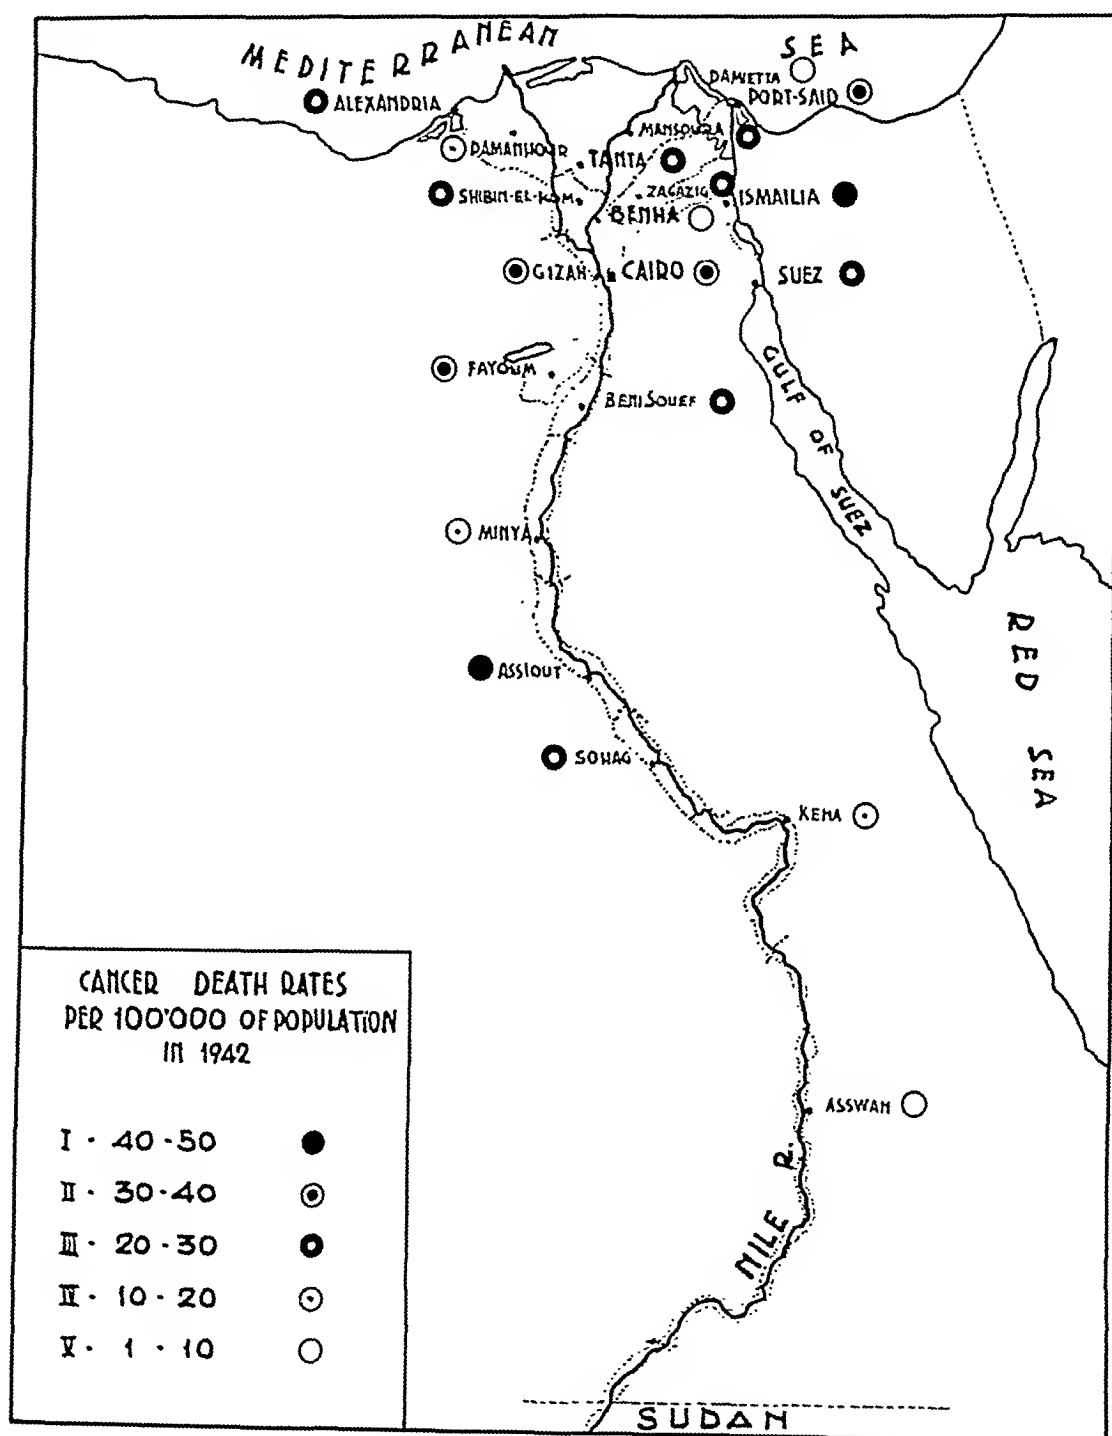 MEDITERRANEAN SEA
DAMIETTA
ALEXANDRIA
PORT-SAID
MANSOURA
DAMANHOUR
TANTA
SHIBIN-EL-KOM
ZAGAZIG
ISMAILIA
BENHA
GIZAH
CAIRO
SUEZ
FAYOUM
BENI SOUEF
GULF OF SUEZ
MINYA
RED SEA
ASSIOUT
SOHAG
KENA
ASSWAN
NILE R.
SUDAN
CANCER DEATH RATES
PER 100'000 OF POPULATION
IN 1942
I - 40 - 50
II - 30 - 40
III - 20 - 30
IV - 10 - 20
V - 1 - 10